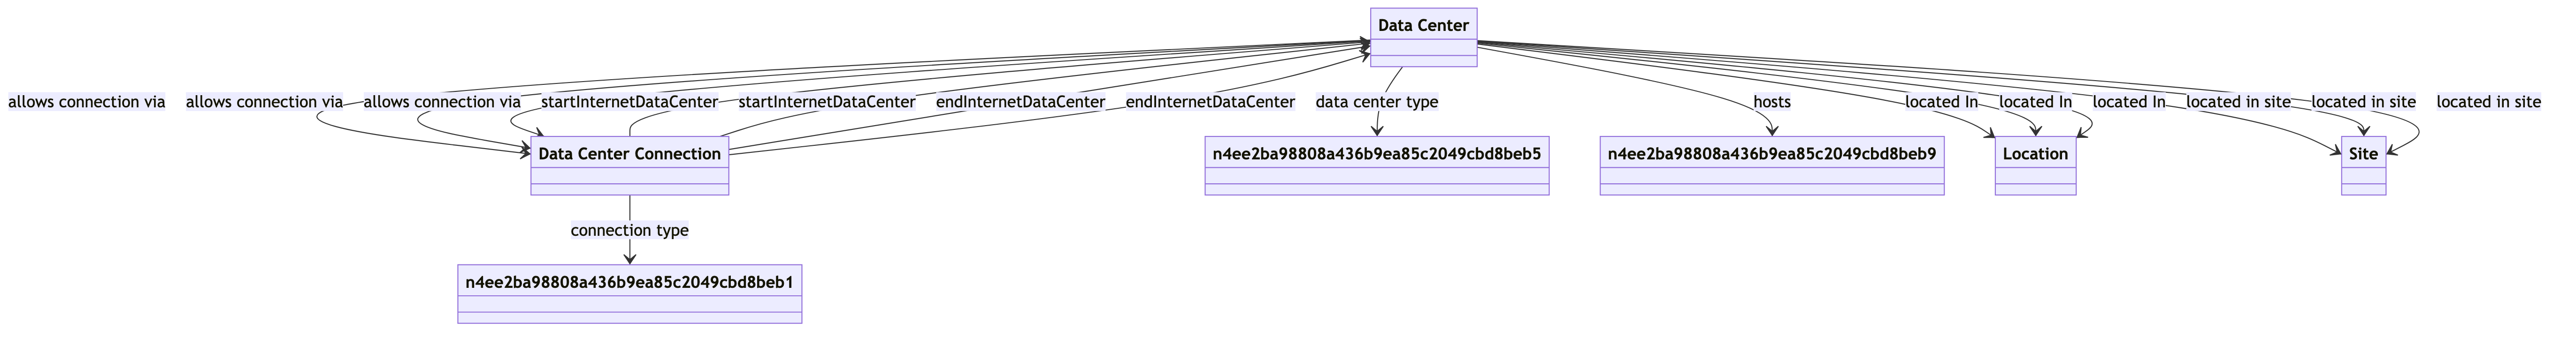 Data Center
allows connection via
allows connection via
allows connection via
startInternetDataCenter
startInternetDataCenter
endInternetDataCenter
endInternetDataCenter
data center type
hosts
located In
located In
located In
located in site
located in site
located in site
Data Center Connection
n4ee2ba98808a436b9ea85c2049cbd8beb5
n4ee2ba98808a436b9ea85c2049cbd8beb9
Location
Site
connection type
n4ee2ba98808a436b9ea85c2049cbd8beb1